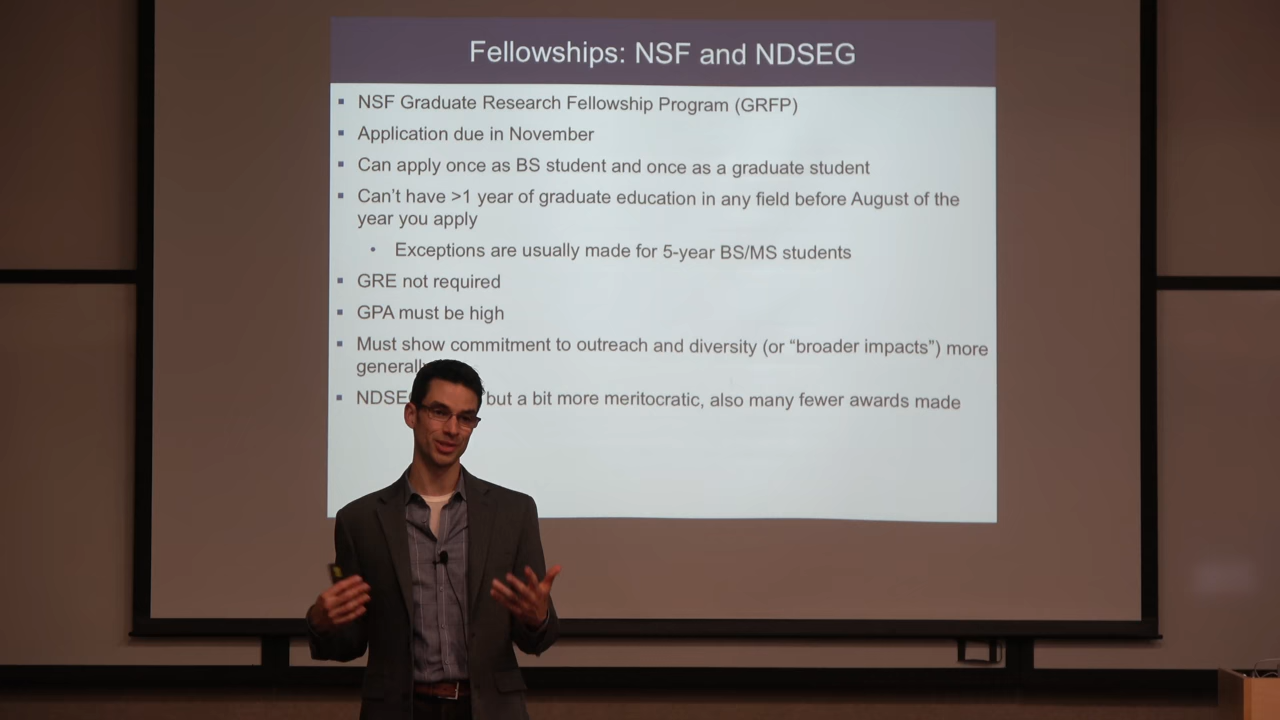 Fellowships: NSF and NDSEG
▪ NSF Graduate Research Fellowship Program (GRFP)
▪ Application due in November
▪ Can apply once as BS student and once as a graduate student
▪ Can't have >1 year of graduate education in any field before August of the
year you apply
• Exceptions are usually made for 5-year BS/MS students
▪ GRE not required
▪ GPA must be high
▪ Must show commitment to outreach and diversity (or “broader impacts”) more
generally
▪ but a bit more meritocratic, also many fewer awards made